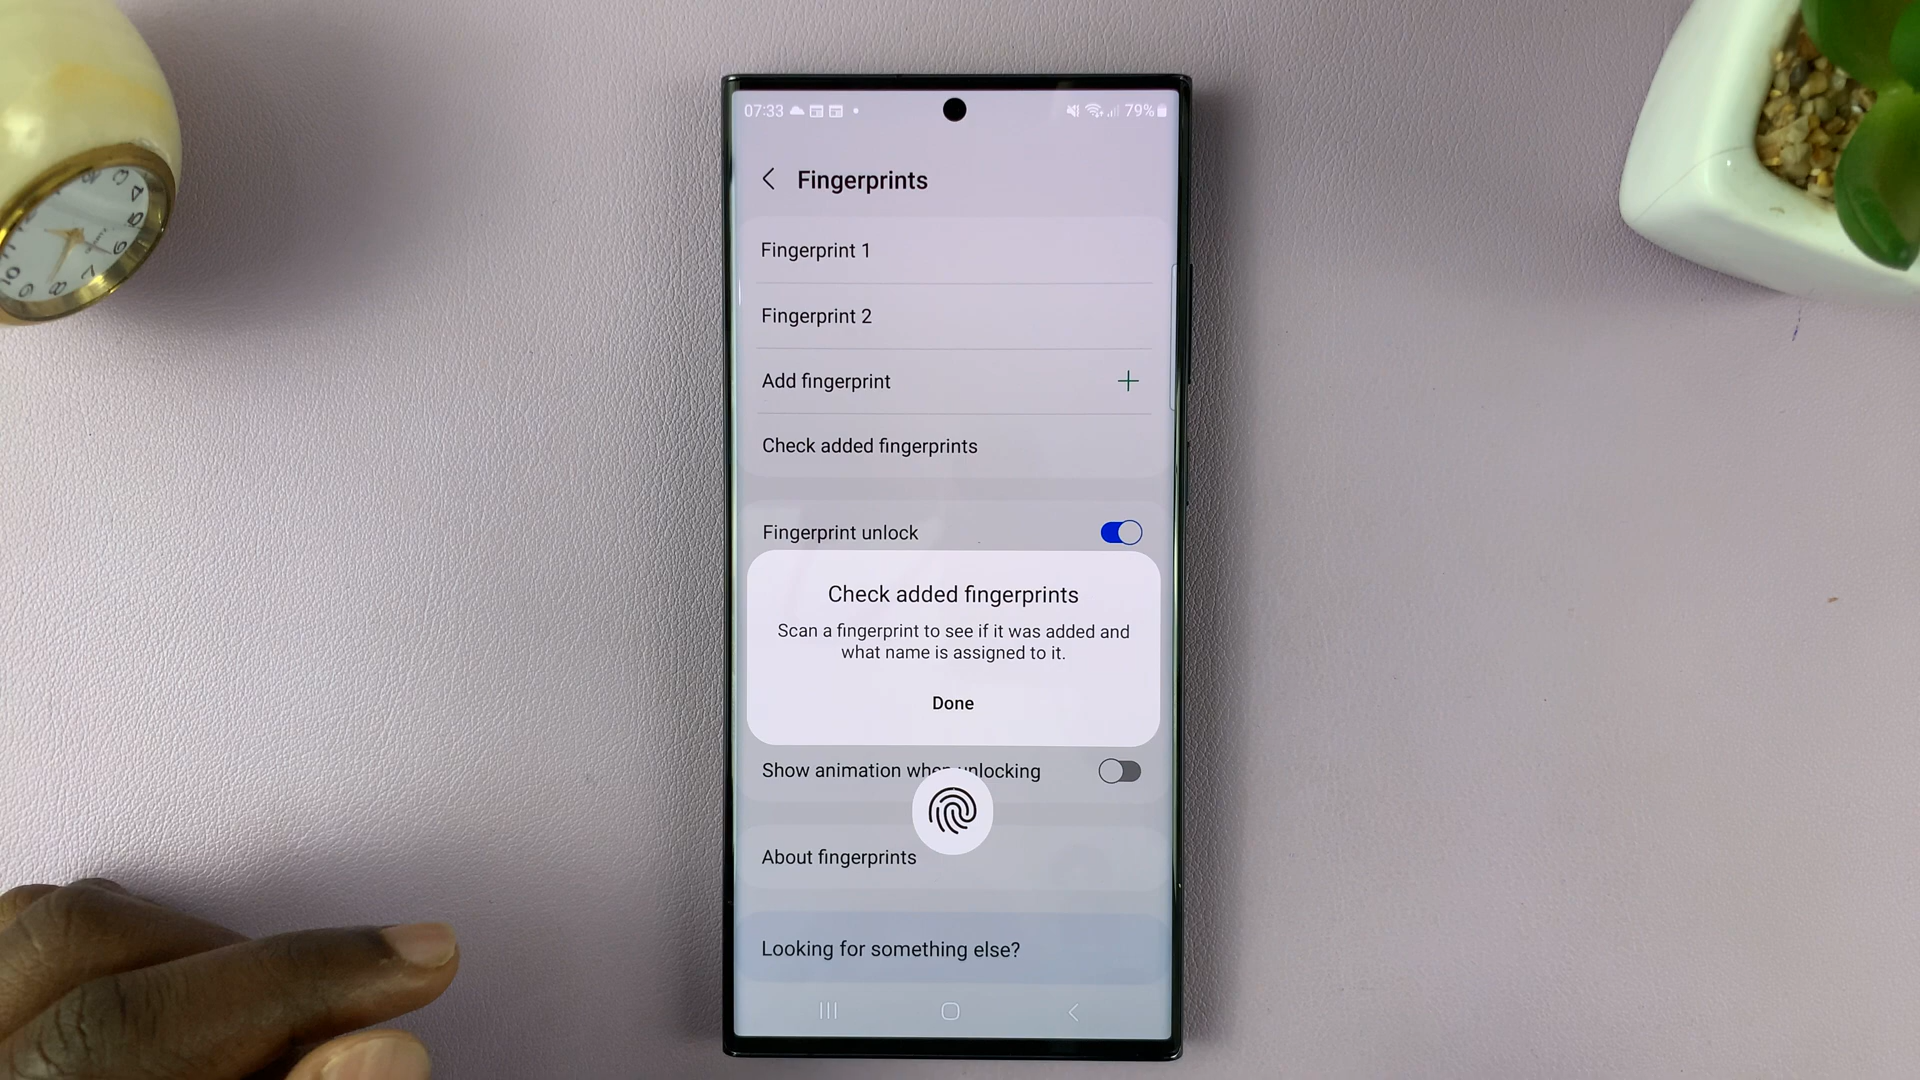 07:33
79%
Fingerprints
Fingerprint 1
Fingerprint 2
Add fingerprint
Check added fingerprints
Fingerprint unlock
Check added fingerprints
Scan a fingerprint to see if it was added and
what name is assigned to it.
Done
Show animation when unlocking
About fingerprints
Looking for something else?